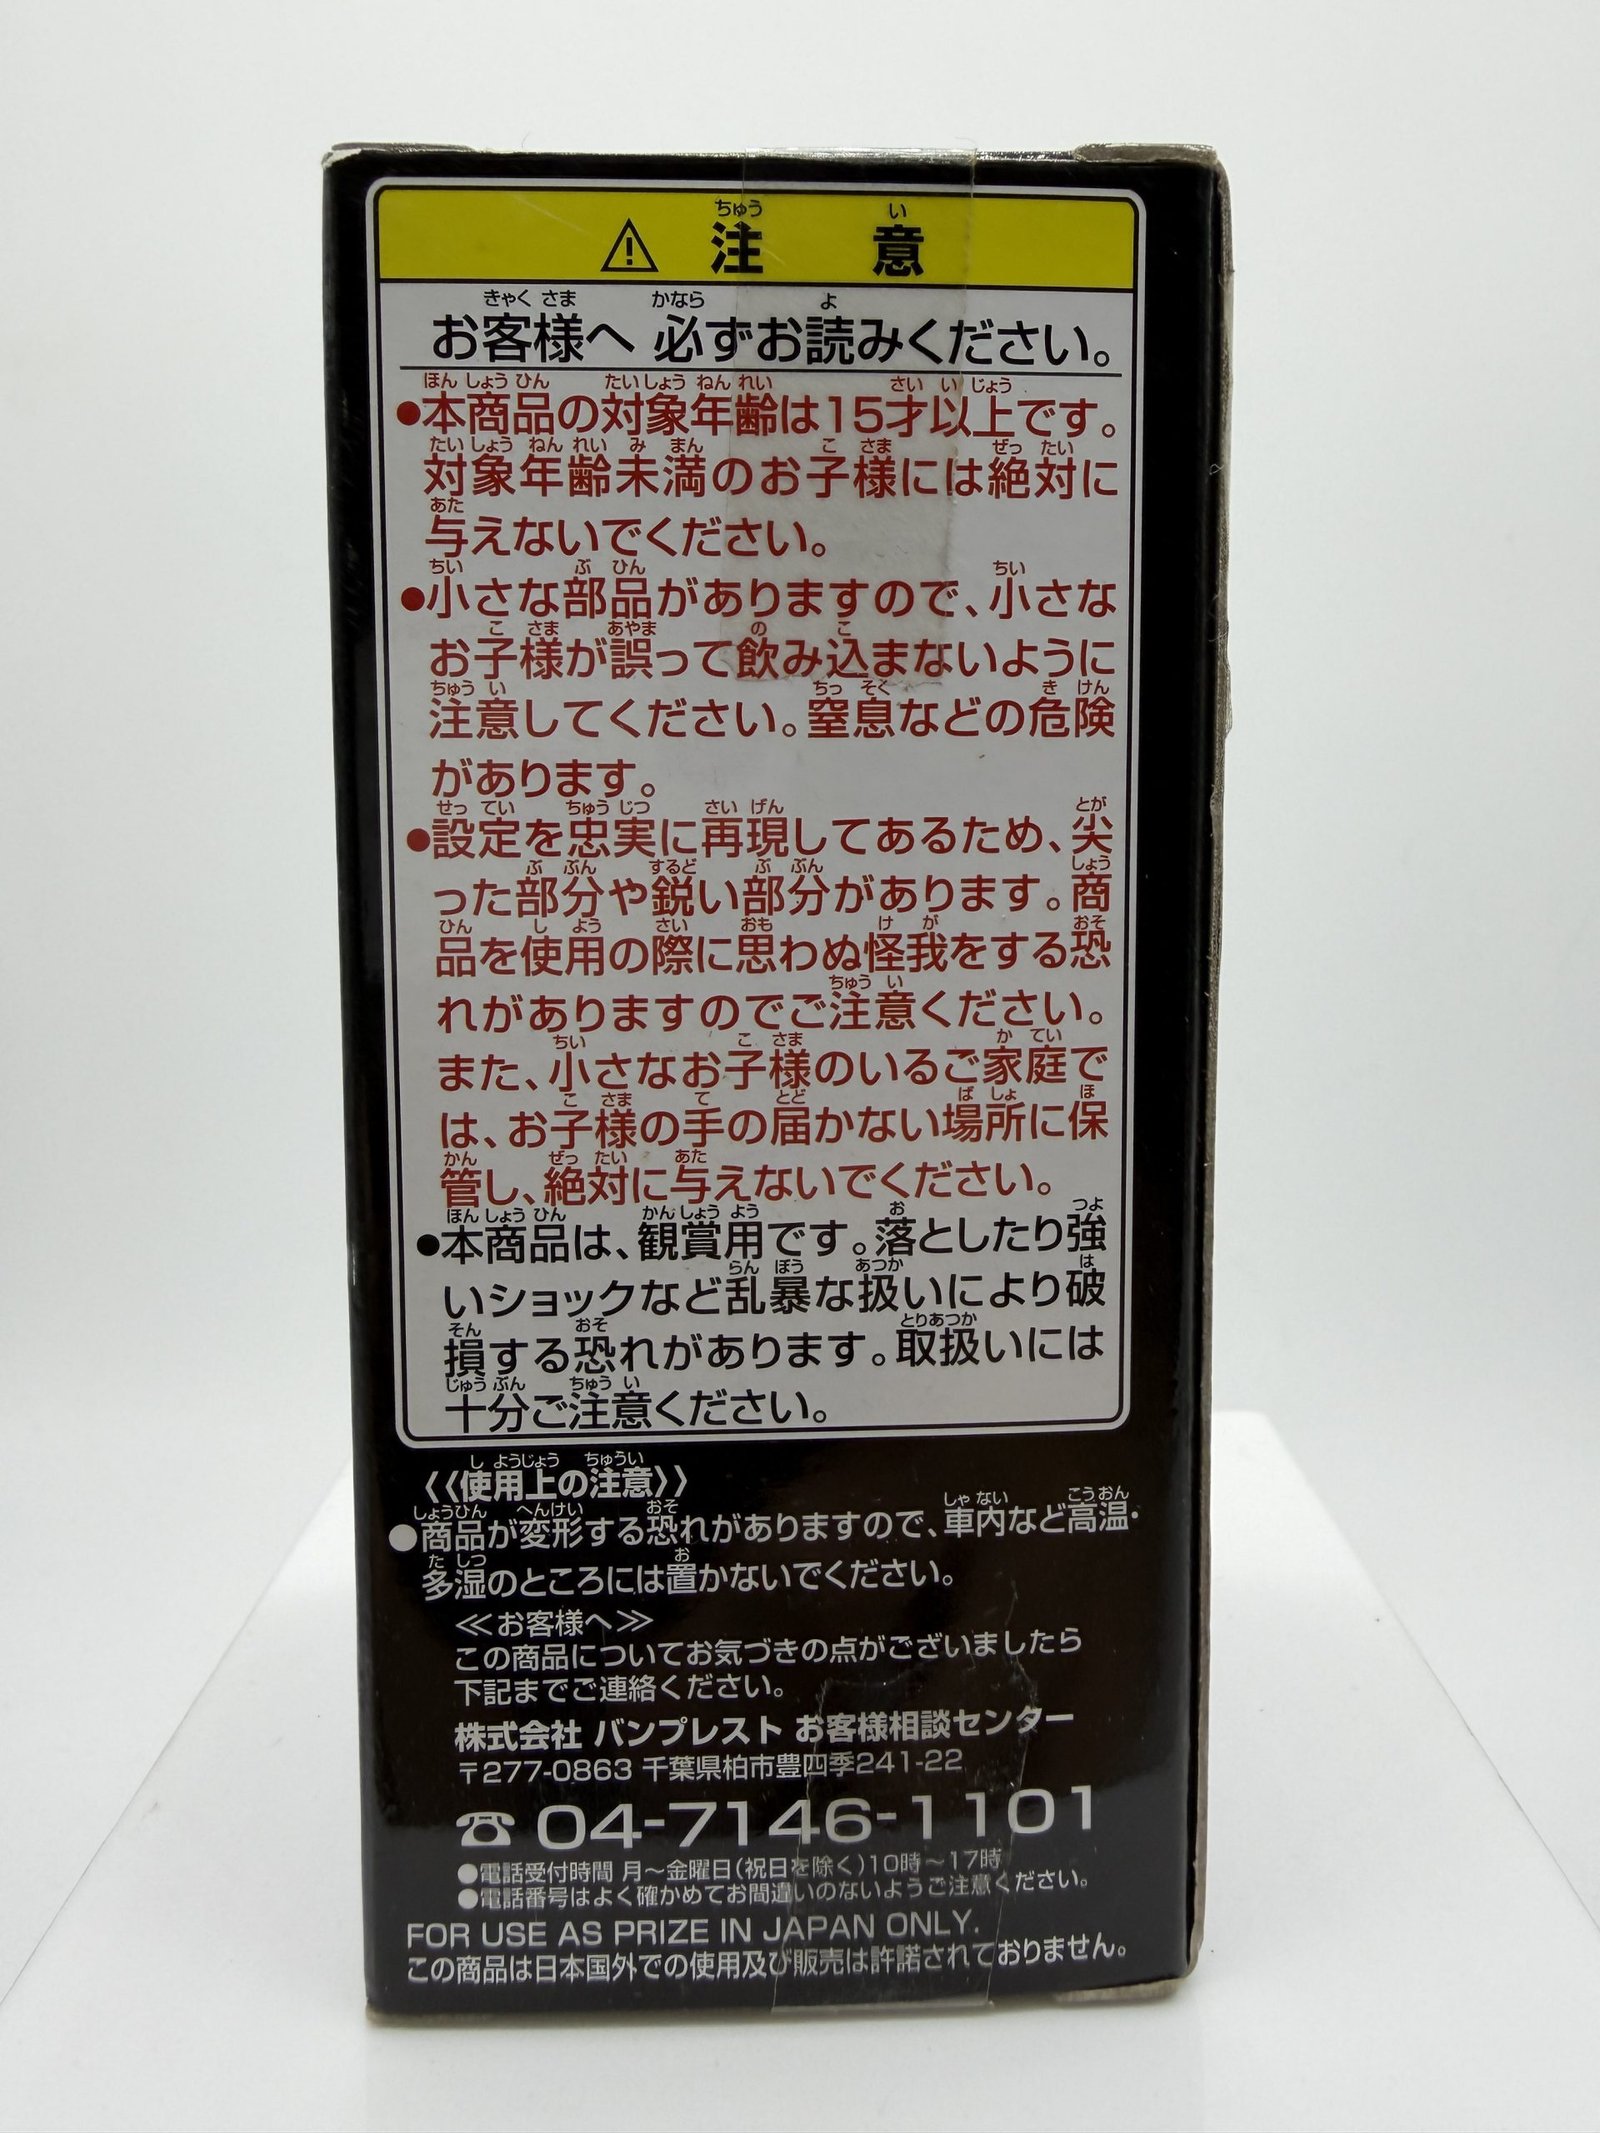 ⚠ 注意
お客様へ 必ずお読みください。
●本商品の対象年齢は15才以上です。
対象年齢未満のお子様には絶対に
与えないでください。
●小さな部品がありますので、小さな
お子様が誤って飲み込まないように
注意してください。窒息などの危険
があります。
●設定を忠実に再現してあるため、尖
った部分や鋭い部分があります。商
品を使用の際に思わぬ怪我をする恐
れがありますのでご注意ください。
また、小さなお子様のいるご家庭で
は、お子様の手の届かない場所に保
管し、絶対に与えないでください。
●本商品は、観賞用です。落としたり強
いショックなど乱暴な扱いにより破
損する恐れがあります。取扱いには
十分ご注意ください。
《使用上の注意》
●商品が変形する恐れがありますので、車内など高温・
多湿のところには置かないでください。
≪お客様へ≫
この商品についてお気づきの点がございましたら
下記までご連絡ください。
株式会社 バンプレスト お客様相談センター
〒277-0863 千葉県柏市豊四季241-22
☎ 04-7146-1101
●電話受付時間 月～金曜日(祝日を除く)10時～17時
●電話番号はよく確かめてお間違いのないようご注意ください。
FOR USE AS PRIZE IN JAPAN ONLY.
この商品は日本国外での使用及び販売は許諾されておりません。